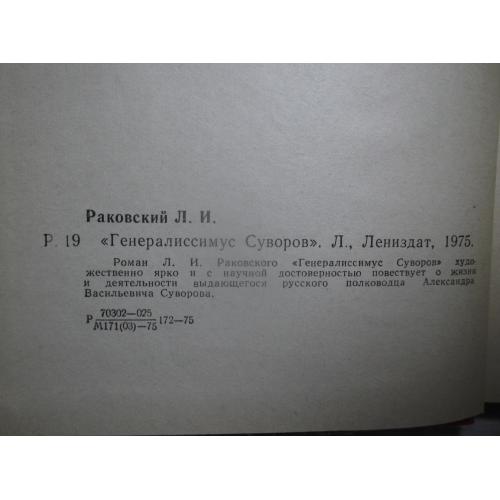 Раковский Л. И.
Р. 19 «Генералиссимус Суворов». Л., Лениздат, 1975.
Роман Л. И. Раковского «Генералиссимус Суворов» худо-
жественно ярко и с научной достоверностью повествует о жизни
и деятельности выдающегося русского полководца Александра
Васильевича Суворова.
70302—025
Р 172—75
М171(03)—75